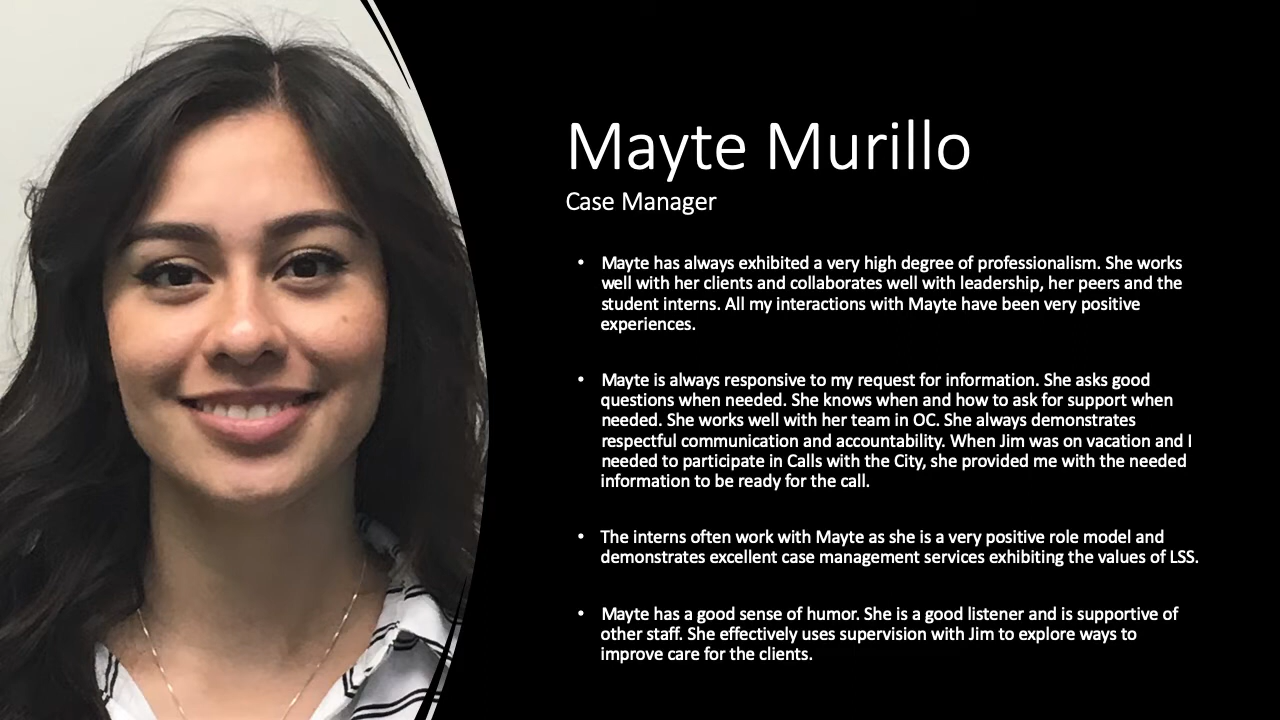 Mayte Murillo
Case Manager
• Mayte has always exhibited a very high degree of professionalism. She works
well with her clients and collaborates well with leadership, her peers and the
student interns. All my interactions with Mayte have been very positive
experiences.
• Mayte is always responsive to my request for information. She asks good
questions when needed. She knows when and how to ask for support when
needed. She works well with her team in OC. She always demonstrates
respectful communication and accountability. When Jim was on vacation and I
needed to participate in Calls with the City, she provided me with the needed
information to be ready for the call.
• The interns often work with Mayte as she is a very positive role model and
demonstrates excellent case management services exhibiting the values of LSS.
• Mayte has a good sense of humor. She is a good listener and is supportive of
other staff. She effectively uses supervision with Jim to explore ways to
improve care for the clients.